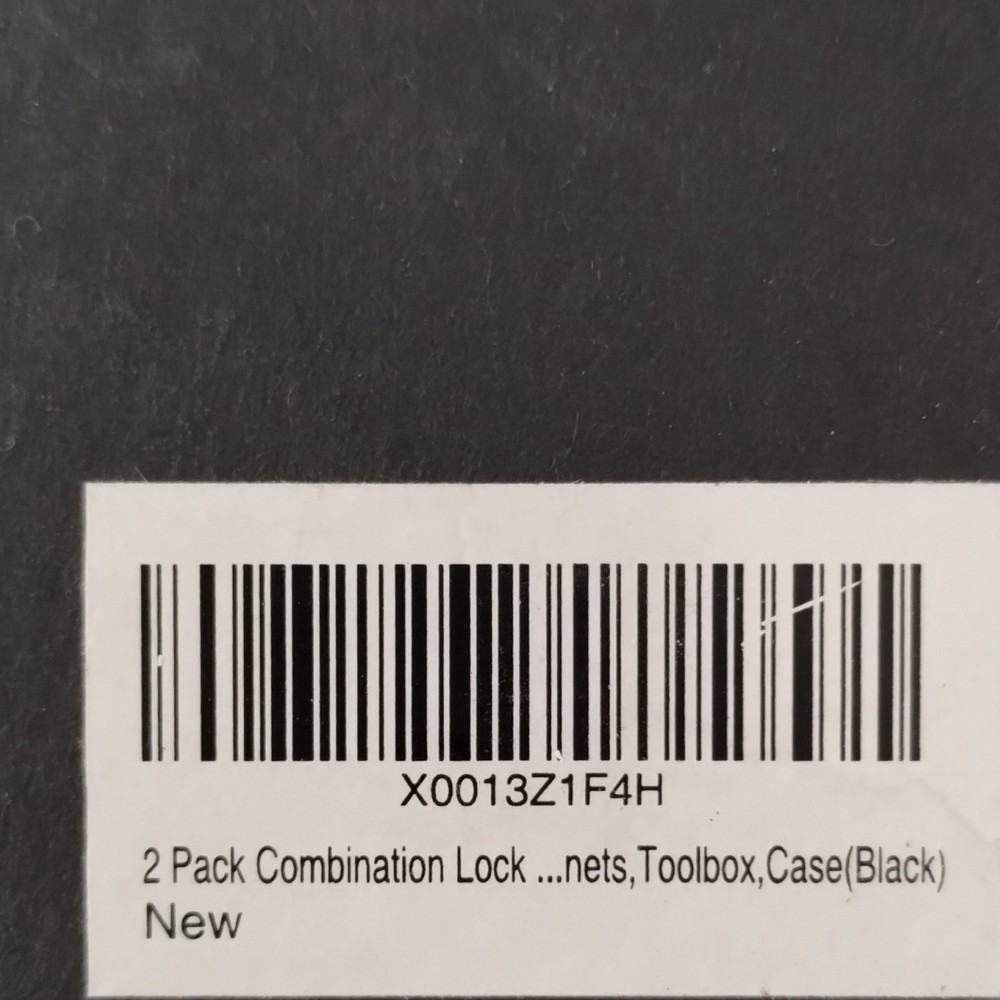 X0013Z1F4H
2 Pack Combination Lock ...nets,Toolbox,Case(Black)
New